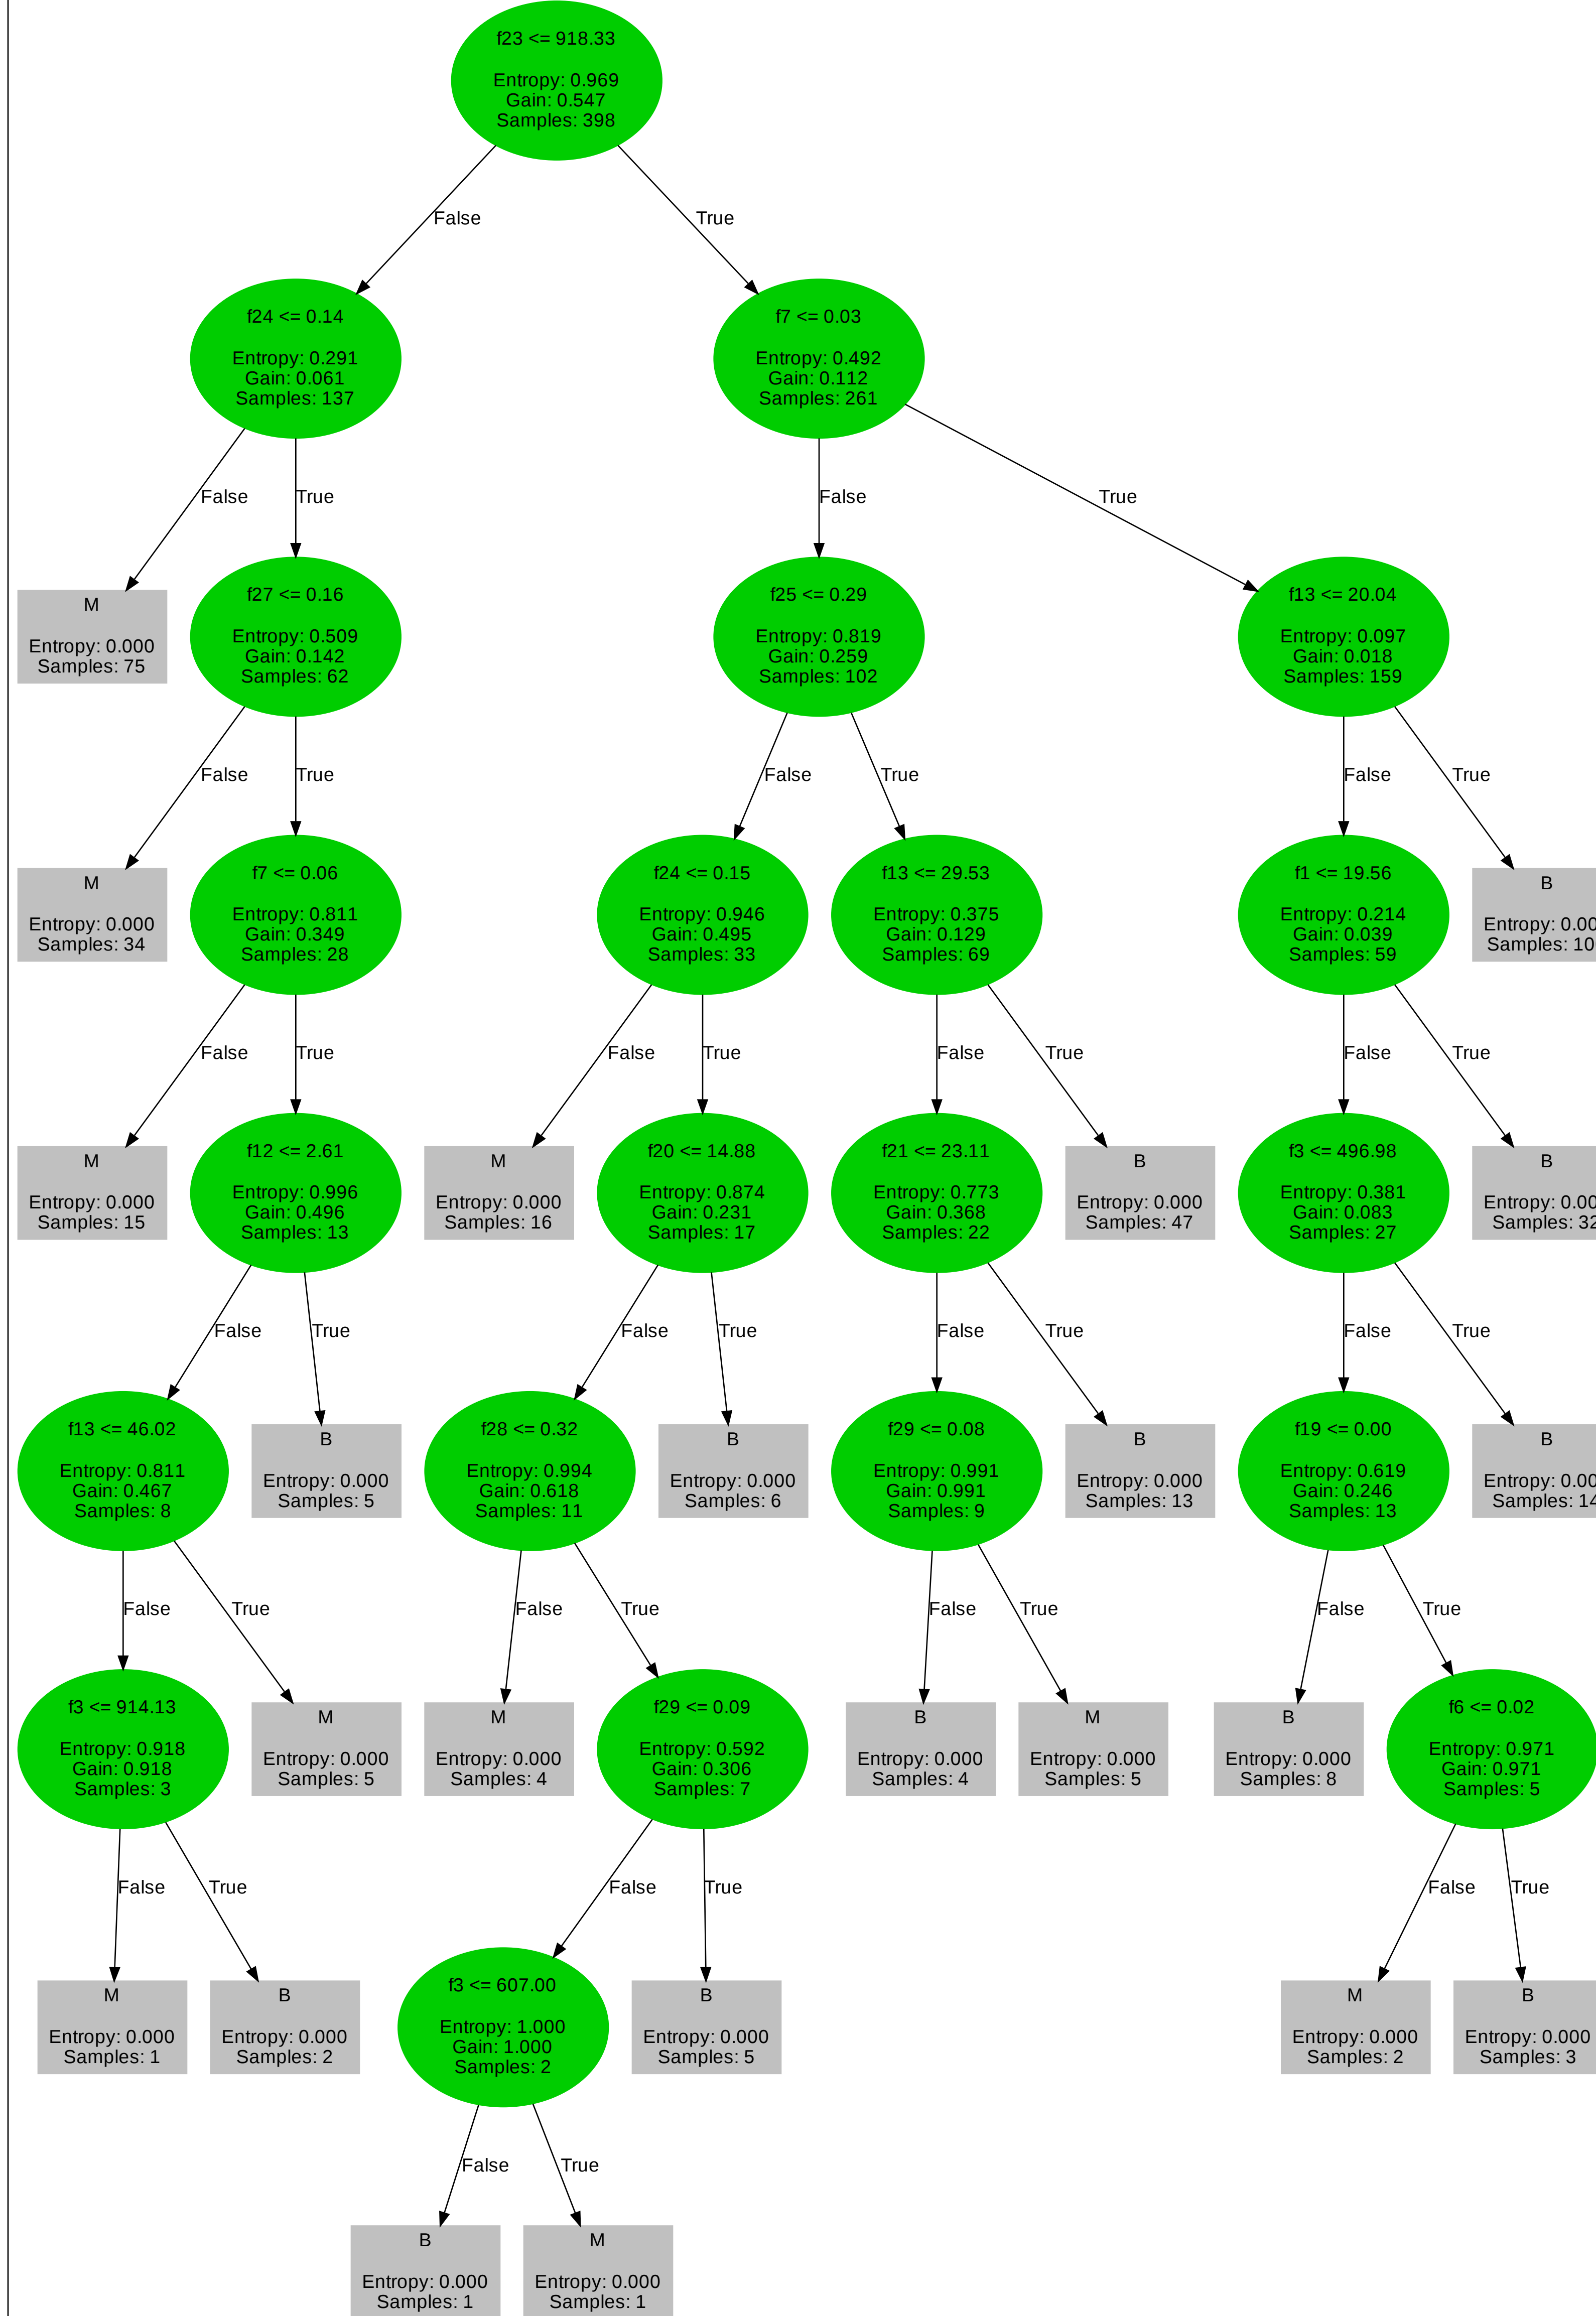 f23 <= 918.33
Entropy: 0.969
Gain: 0.547
Samples: 398
False
True
f24 <= 0.14
Entropy: 0.291
Gain: 0.061
Samples: 137
f7 <= 0.03
Entropy: 0.492
Gain: 0.112
Samples: 261
False
True
False
True
M
Entropy: 0.000
Samples: 75
f27 <= 0.16
Entropy: 0.509
Gain: 0.142
Samples: 62
f25 <= 0.29
Entropy: 0.819
Gain: 0.259
Samples: 102
f13 <= 20.04
Entropy: 0.097
Gain: 0.018
Samples: 159
False
True
False
True
False
True
M
Entropy: 0.000
Samples: 34
f7 <= 0.06
Entropy: 0.811
Gain: 0.349
Samples: 28
f24 <= 0.15
Entropy: 0.946
Gain: 0.495
Samples: 33
f13 <= 29.53
Entropy: 0.375
Gain: 0.129
Samples: 69
f1 <= 19.56
Entropy: 0.214
Gain: 0.039
Samples: 59
B
Entropy: 0.00
Samples: 10
False
True
False
True
False
True
False
True
M
Entropy: 0.000
Samples: 15
f12 <= 2.61
Entropy: 0.996
Gain: 0.496
Samples: 13
M
Entropy: 0.000
Samples: 16
f20 <= 14.88
Entropy: 0.874
Gain: 0.231
Samples: 17
f21 <= 23.11
Entropy: 0.773
Gain: 0.368
Samples: 22
B
Entropy: 0.000
Samples: 47
f3 <= 496.98
Entropy: 0.381
Gain: 0.083
Samples: 27
B
Entropy: 0.00
Samples: 32
False
True
False
True
False
True
False
True
f13 <= 46.02
Entropy: 0.811
Gain: 0.467
Samples: 8
B
Entropy: 0.000
Samples: 5
f28 <= 0.32
Entropy: 0.994
Gain: 0.618
Samples: 11
B
Entropy: 0.000
Samples: 6
f29 <= 0.08
Entropy: 0.991
Gain: 0.991
Samples: 9
B
Entropy: 0.000
Samples: 13
f19 <= 0.00
Entropy: 0.619
Gain: 0.246
Samples: 13
B
Entropy: 0.00
Samples: 14
False
True
False
True
False
True
False
True
f3 <= 914.13
Entropy: 0.918
Gain: 0.918
Samples: 3
M
Entropy: 0.000
Samples: 5
M
Entropy: 0.000
Samples: 4
f29 <= 0.09
Entropy: 0.592
Gain: 0.306
Samples: 7
B
Entropy: 0.000
Samples: 4
M
Entropy: 0.000
Samples: 5
B
Entropy: 0.000
Samples: 8
f6 <= 0.02
Entropy: 0.971
Gain: 0.971
Samples: 5
False
True
False
True
False
True
M
Entropy: 0.000
Samples: 1
B
Entropy: 0.000
Samples: 2
f3 <= 607.00
Entropy: 1.000
Gain: 1.000
Samples: 2
B
Entropy: 0.000
Samples: 5
M
Entropy: 0.000
Samples: 2
B
Entropy: 0.000
Samples: 3
False
True
B
Entropy: 0.000
Samples: 1
M
Entropy: 0.000
Samples: 1